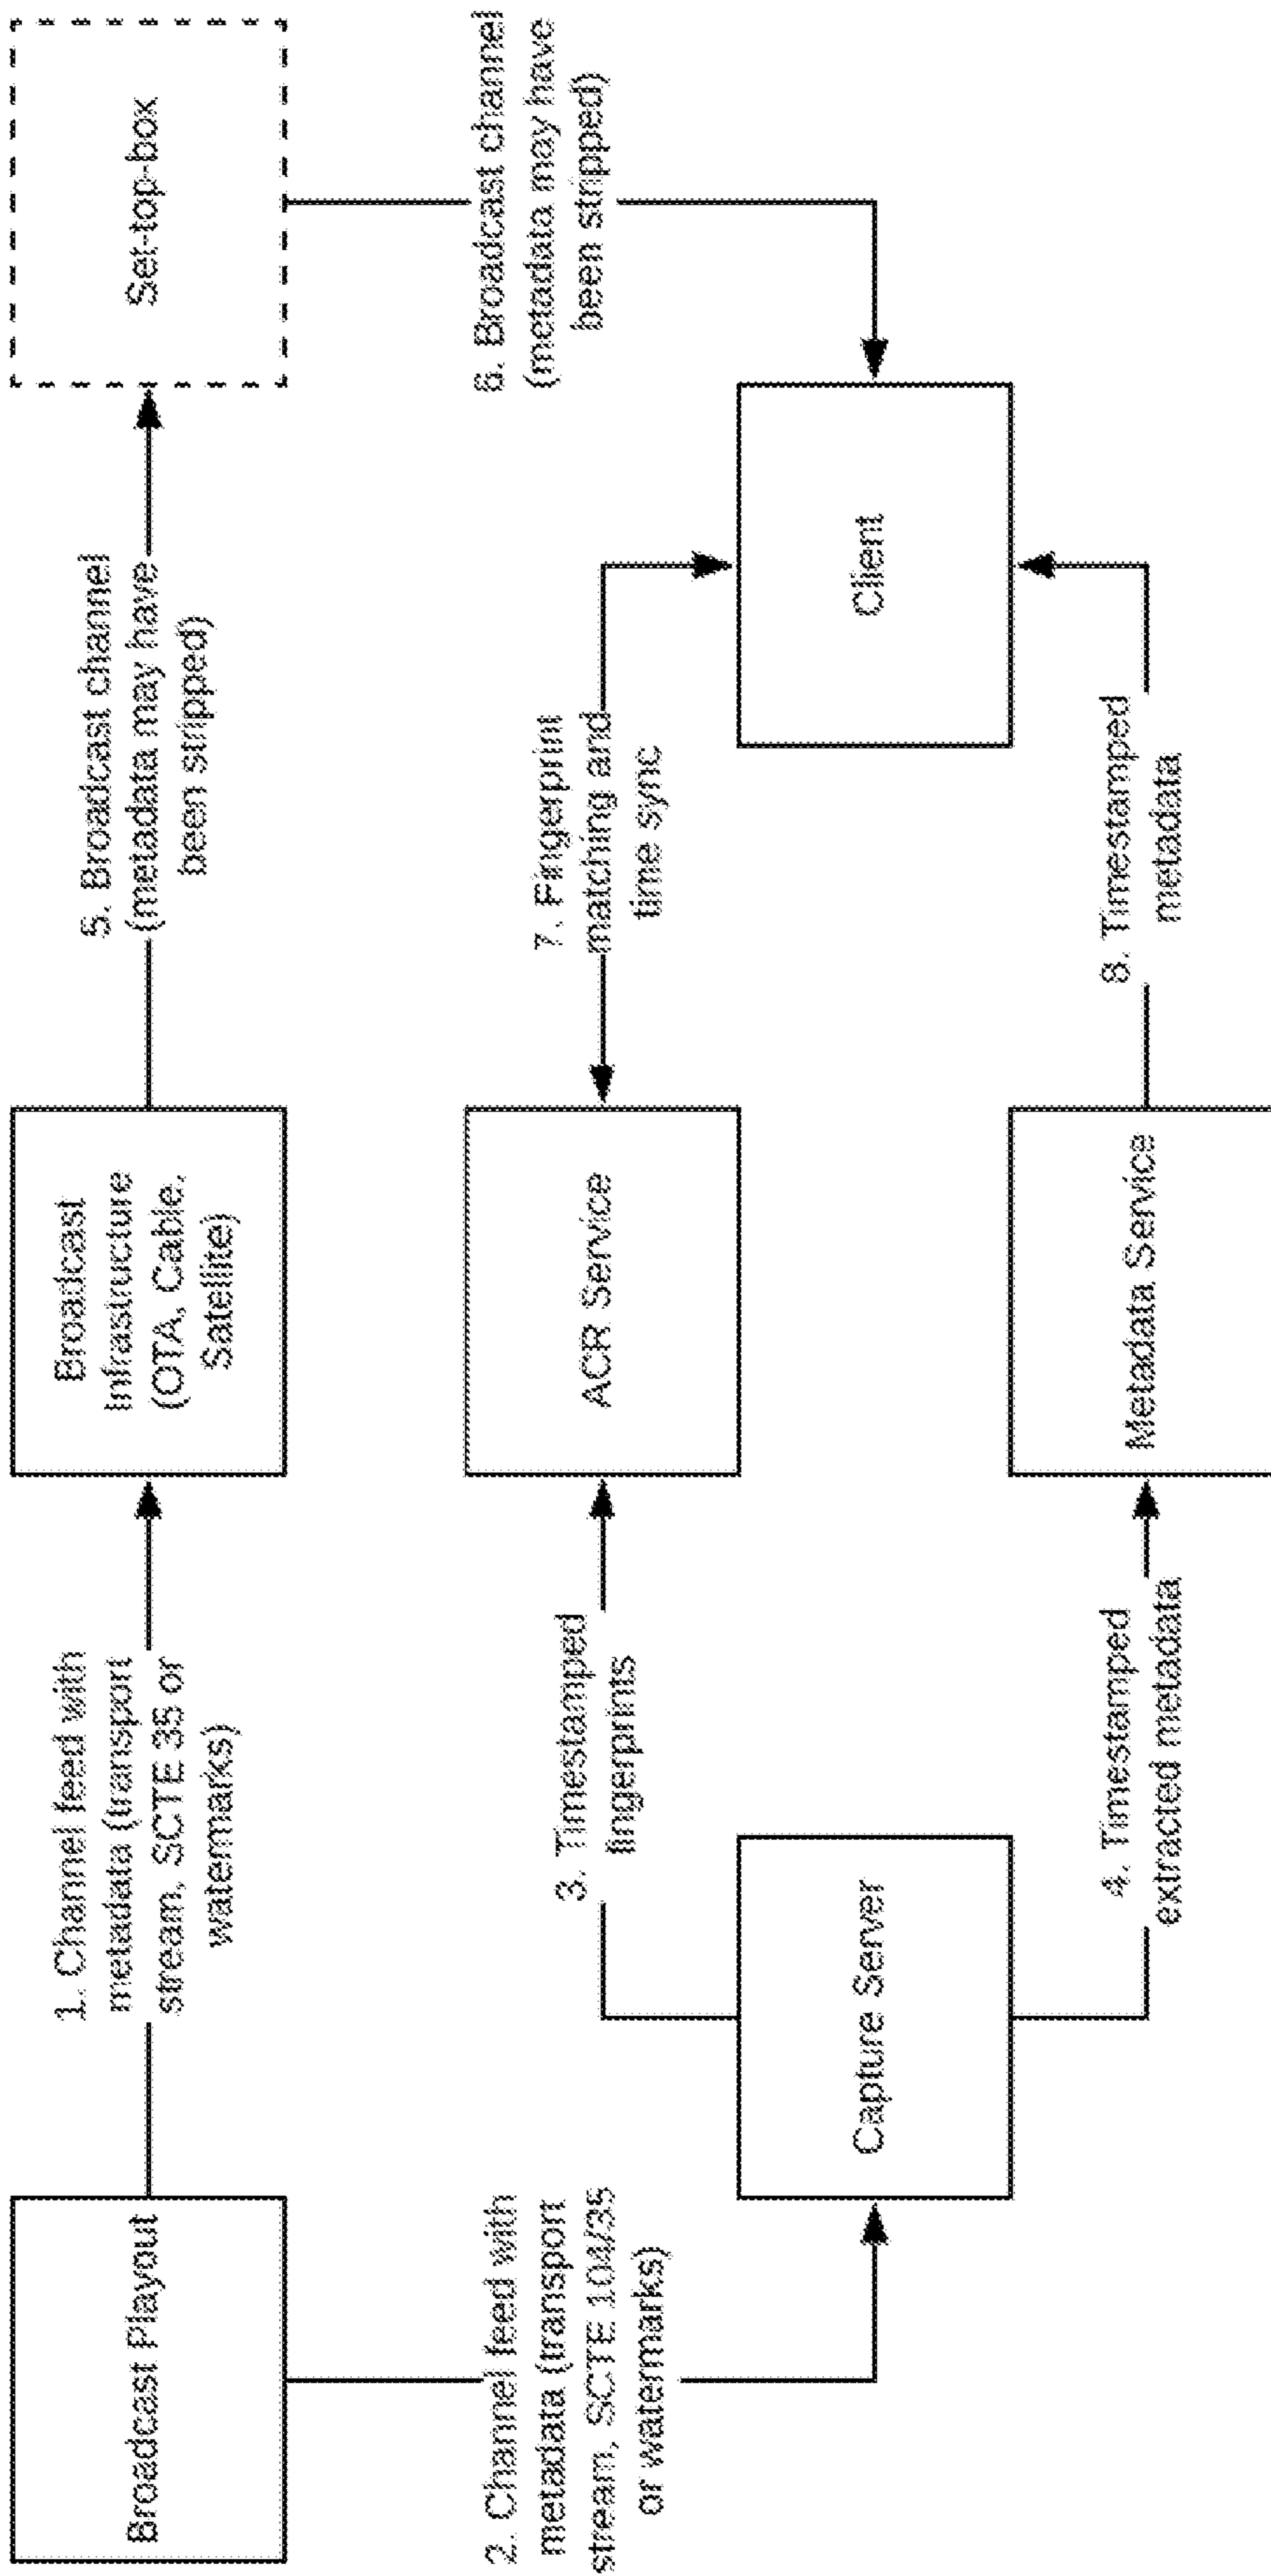 Broadcast Playout
1. Channel feed with
metadata (transport
stream, SCTE 35 or
watermarks)
Broadcast
Infrastructure
(OTA, Cable,
Satellite)
5. Broadcast channel
(metadata may have
been stripped)
Set-top-box
2. Channel feed with
metadata (transport
stream, SCTE 104/35
or watermarks)
Capture Server
3. Timestamped
fingerprints
ACR Service
7. Fingerprint
matching and
time sync
6. Broadcast channel
(metadata may have
been stripped)
Client
4. Timestamped
extracted metadata
Metadata Service
8. Timestamped
metadata